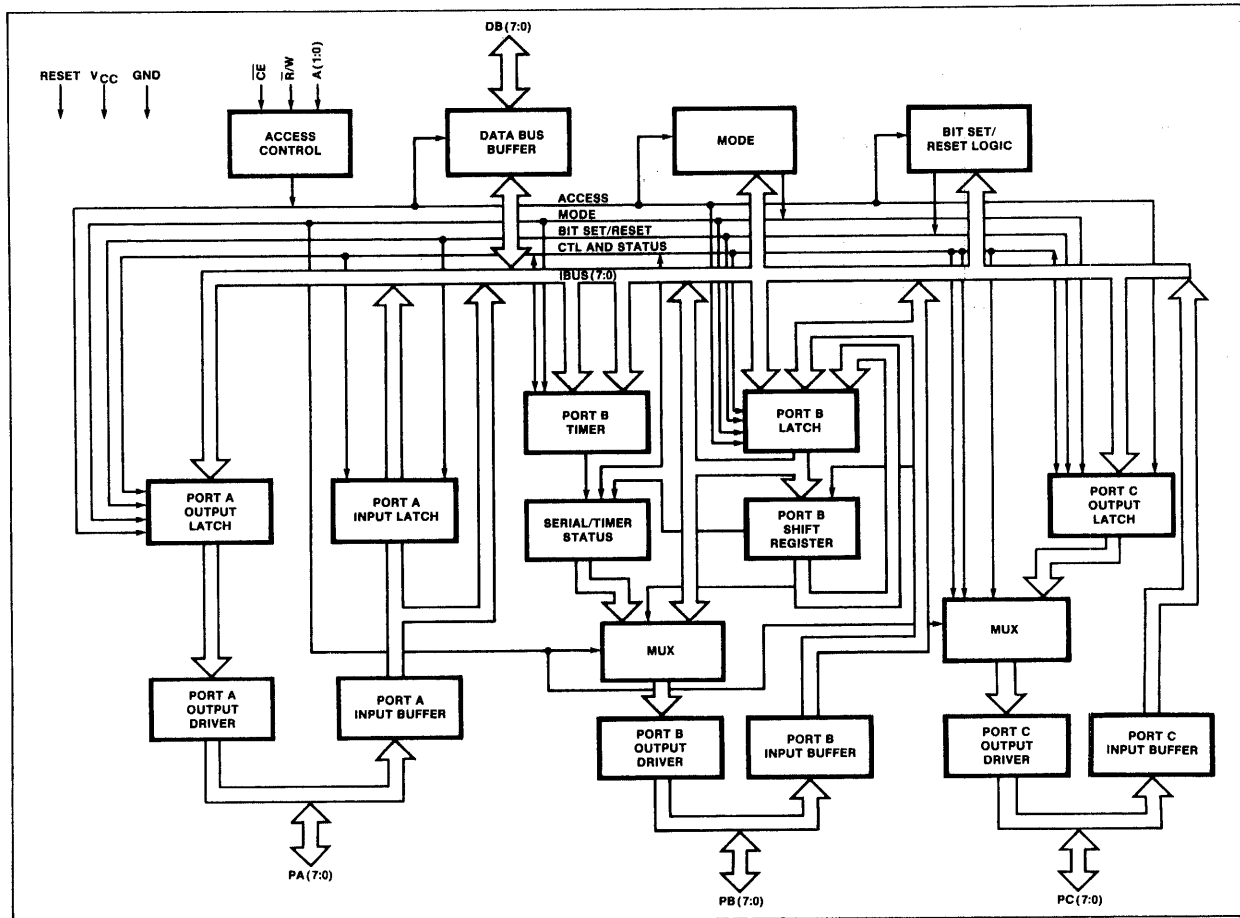 DB (7:0)
RESET VCC GND
CE
R/W
A (1:0)
ACCESS
CONTROL
DATA BUS
BUFFER
MODE
BIT SET/
RESET LOGIC
ACCESS
MODE
BIT SET/RESET
CTL AND STATUS
IBUS (7:0)
PORT B
TIMER
PORT B
LATCH
PORT A
OUTPUT
LATCH
PORT A
INPUT LATCH
SERIAL/TIMER
STATUS
PORT B
SHIFT
REGISTER
PORT C
OUTPUT
LATCH
MUX
MUX
PORT A
OUTPUT
DRIVER
PORT A
INPUT BUFFER
PORT B
OUTPUT
DRIVER
PORT B
INPUT BUFFER
PORT C
OUTPUT
DRIVER
PORT C
INPUT BUFFER
PA (7:0)
PB (7:0)
PC (7:0)